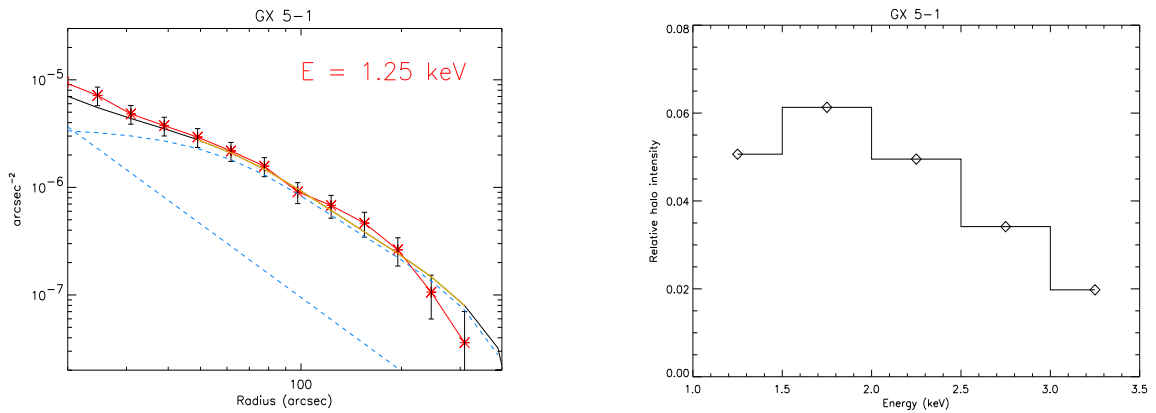 GX 5-1
E = 1.25 keV
10⁻⁵
10⁻⁶
10⁻⁷
arcsec⁻²
100
Radius (arcsec)
GX 5-1
0.08
0.06
0.04
0.02
0.00
Relative halo intensity
1.0 1.5 2.0 2.5 3.0 3.5
Energy (keV)